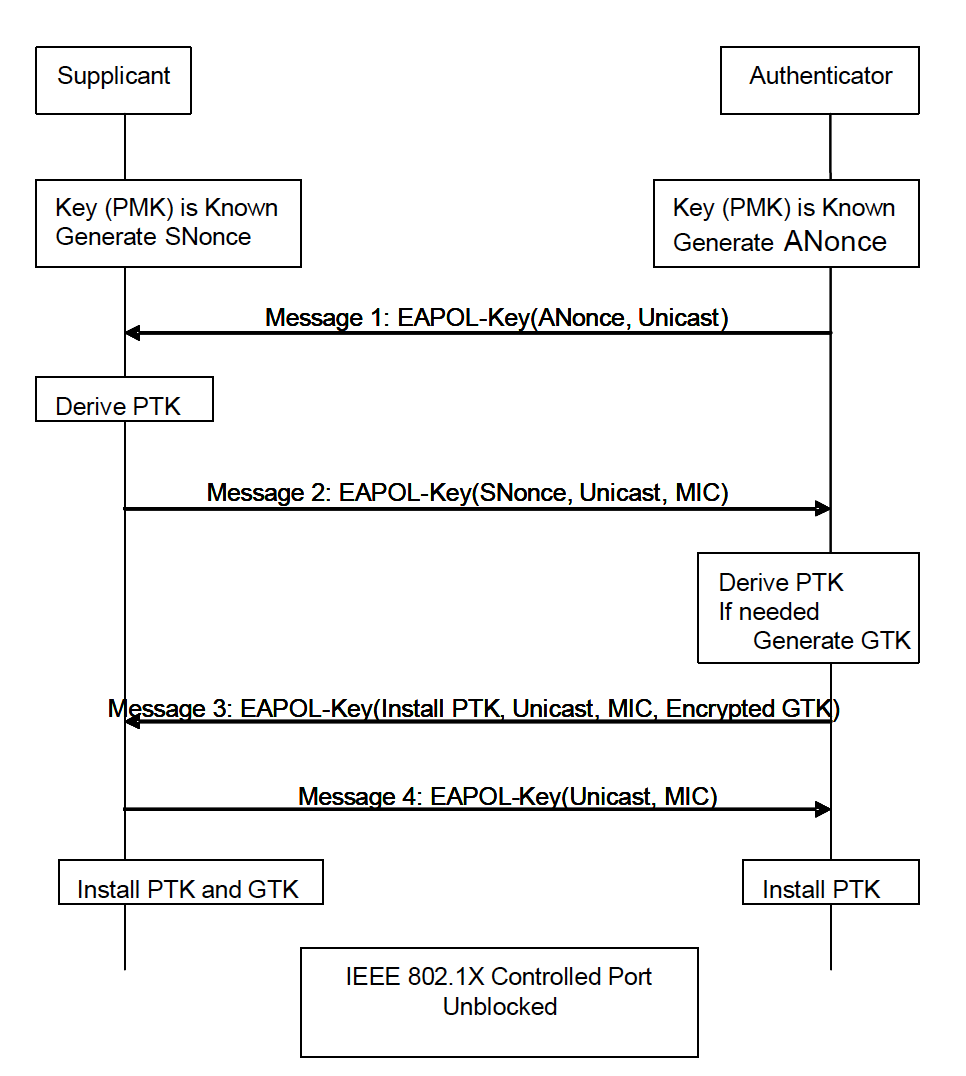 Supplicant
Authenticator
Key (PMK) is Known
Generate SNonce
Key (PMK) is Known
Generate ANonce
Message 1: EAPOL-Key(ANonce, Unicast)
Derive PTK
Message 2: EAPOL-Key(SNonce, Unicast, MIC)
Derive PTK
If needed
Generate GTK
Message 3: EAPOL-Key(Install PTK, Unicast, MIC, Encrypted GTK)
Message 4: EAPOL-Key(Unicast, MIC)
Install PTK and GTK
Install PTK
IEEE 802.1X Controlled Port
Unblocked